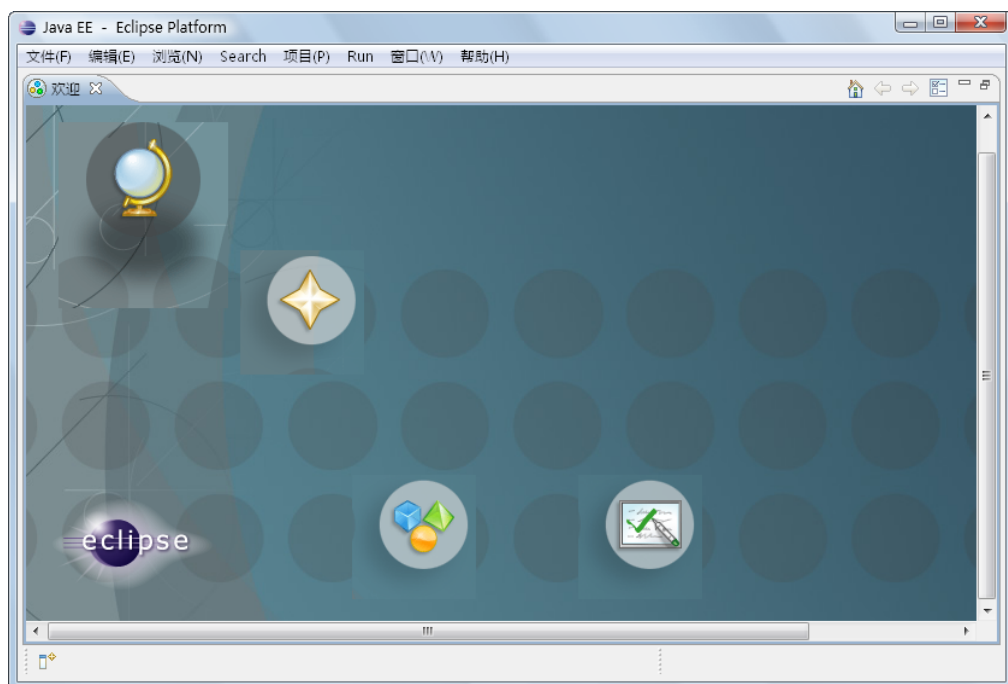 Java EE - Eclipse Platform
文件(F) 编辑(E) 浏览(N) Search 项目(P) Run 窗口(W) 帮助(H)
欢迎
eclipse